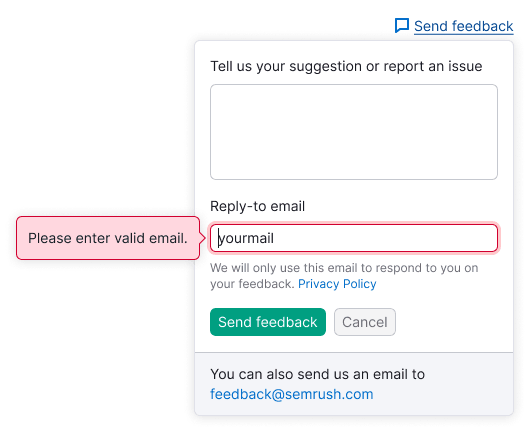 Send feedback
Tell us your suggestion or report an issue
Reply-to email
Please enter valid email.
yourmail
We will only use this email to respond to you on
your feedback. Privacy Policy
Send feedback
Cancel
You can also send us an email to
feedback@semrush.com